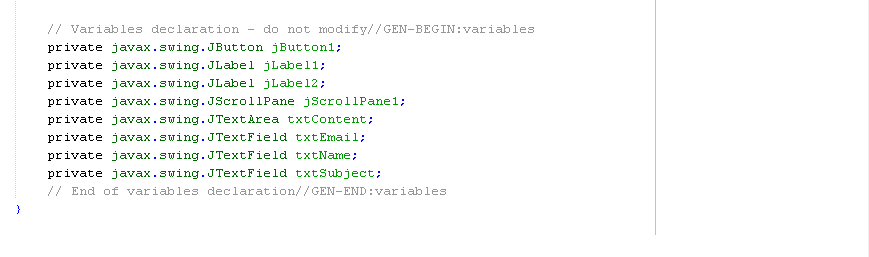 // Variables declaration - do not modify//GEN-BEGIN:variables
private javax.swing.JButton jButton1;
private javax.swing.JLabel jLabel1;
private javax.swing.JLabel jLabel2;
private javax.swing.JScrollPane jScrollPane1;
private javax.swing.JTextArea txtContent;
private javax.swing.JTextField txtEmail;
private javax.swing.JTextField txtName;
private javax.swing.JTextField txtSubject;
// End of variables declaration//GEN-END:variables
}